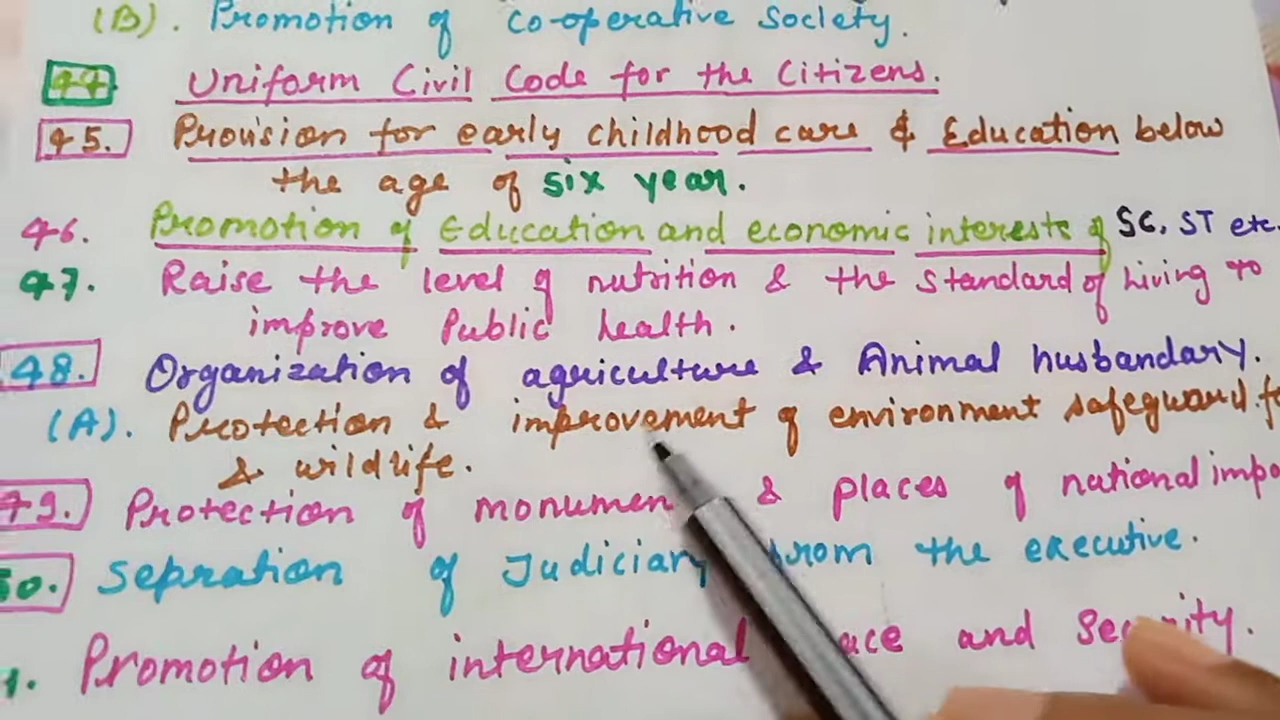 (B). Promotion of Co-operative Society.
44 Uniform Civil Code for the Citizens.
45. Provision for early childhood care & Education below
the age of six year.
46. Promotion of Education and economic interests of SC, ST etc.
47. Raise the level of nutrition & the standard of Living to
improve Public health.
48. Organization of agriculture & Animal husbandary.
(A). Protection & improvement of environment safeguard
& wildlife.
49. Protection of & places of national
50. Sepration of Judiciary from the executive.
Promotion of international and